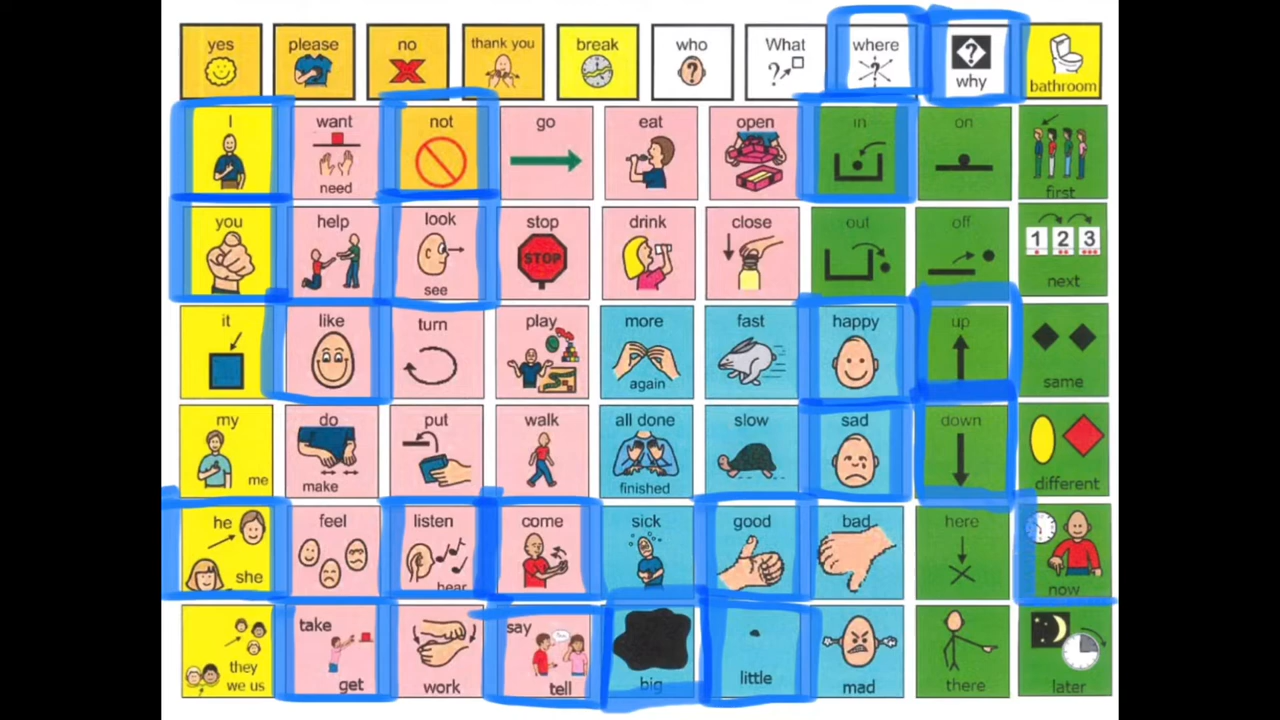 yes please no thank you break who What where why bathroom
I want need not go eat open in on first
you help look see stop drink close out off 1 2 3 next
it like turn play more again fast happy up same
my me do make put walk all done finished slow sad down different
he she feel listen hear come sick good bad here now
they we us take get work say tell big little mad there later